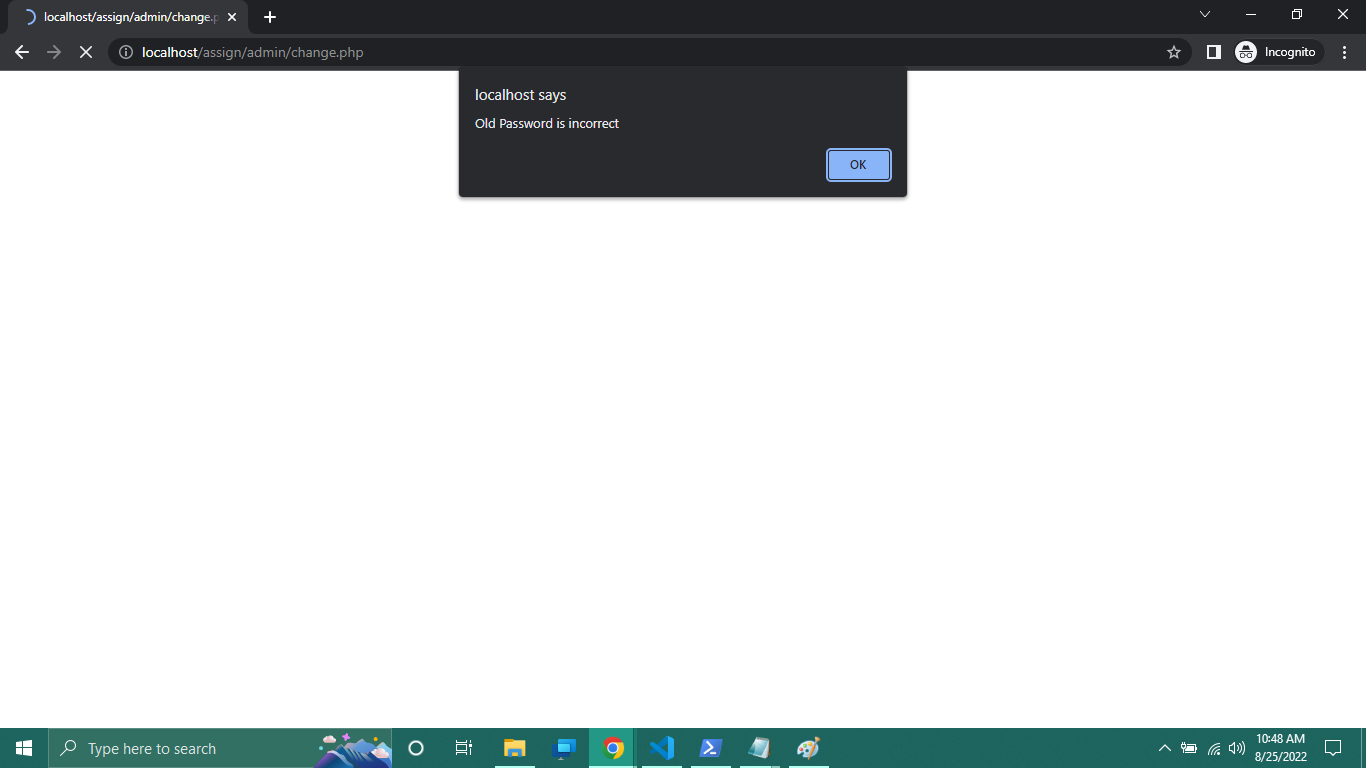 localhost/assign/admin/change.p
localhost/assign/admin/change.php
Incognito
localhost says
Old Password is incorrect
OK
Type here to search
10:48 AM
8/25/2022